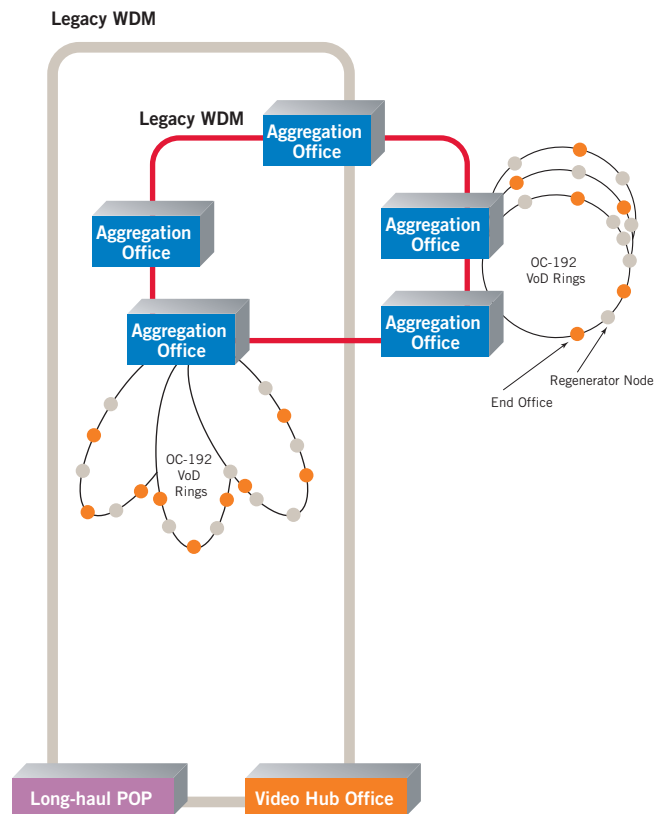 Legacy WDM
Legacy WDM
Aggregation
Office
Aggregation
Office
Aggregation
Office
OC-192
VoD Rings
Aggregation
Office
Aggregation
Office
Regenerator Node
End Office
OC-192
VoD
Rings
Long-haul POP
Video Hub Office